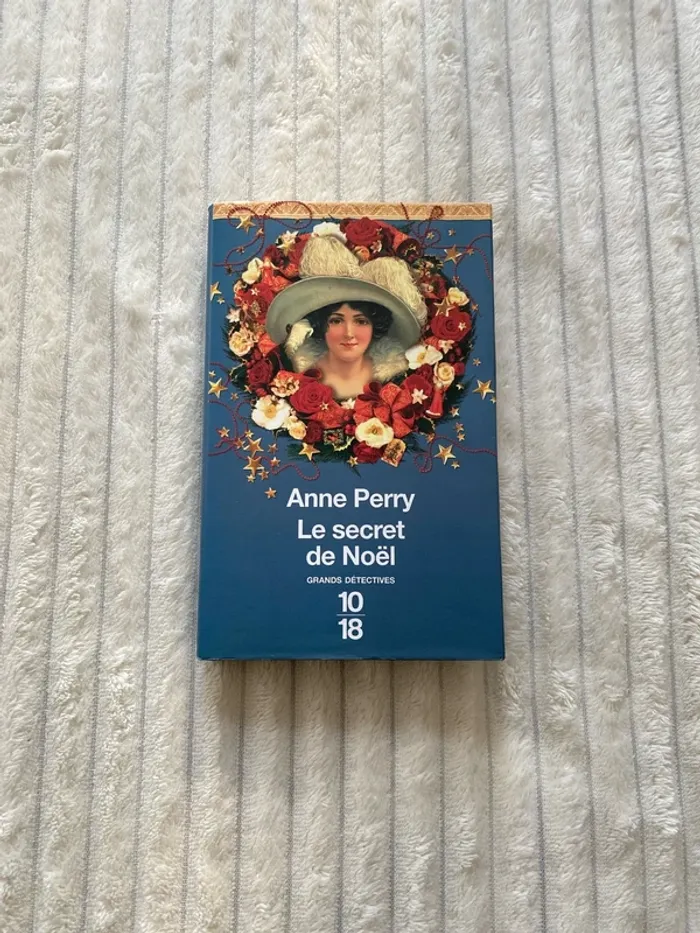 Anne Perry
Le secret
de Noël
GRANDS DÉTECTIVES
10
18